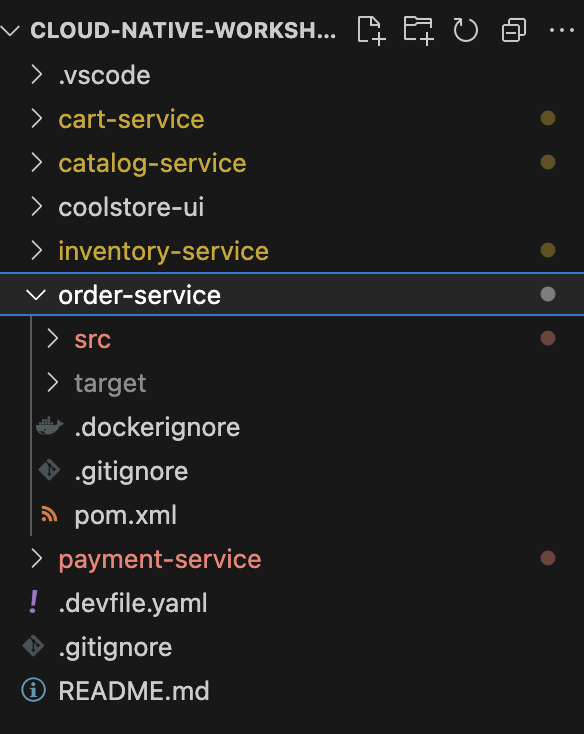 CLOUD-NATIVE-WORKSH...
.vscode
cart-service
catalog-service
coolstore-ui
inventory-service
order-service
src
target
.dockerignore
.gitignore
pom.xml
payment-service
.devfile.yaml
.gitignore
README.md